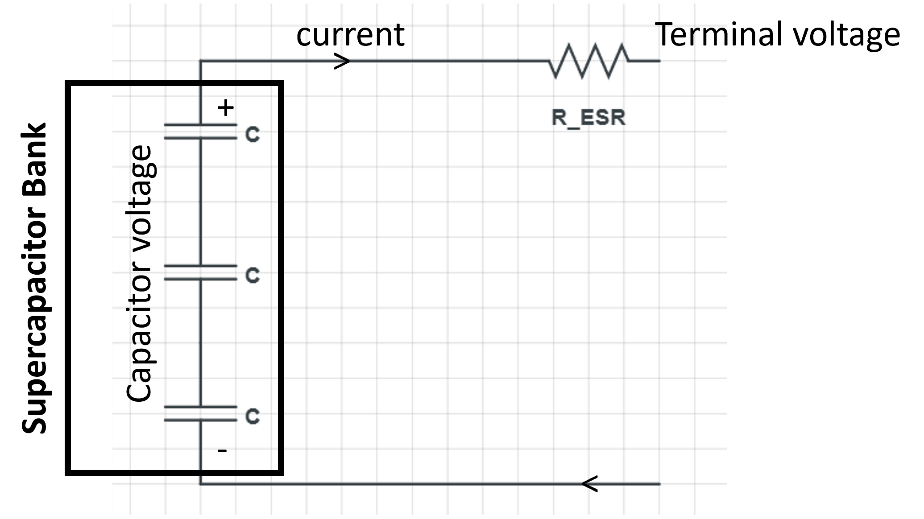 current
Terminal voltage
R_ESR
Supercapacitor Bank
Capacitor voltage
+
C
C
C
-